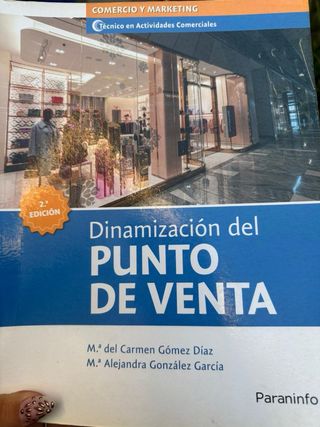 COMERCIO Y MARKETING
Técnico en Actividades Comerciales
2.ª
EDICIÓN
Dinamización del
PUNTO
DE VENTA
M.ª del Carmen Gómez Díaz
M.ª Alejandra González García
Paraninfo